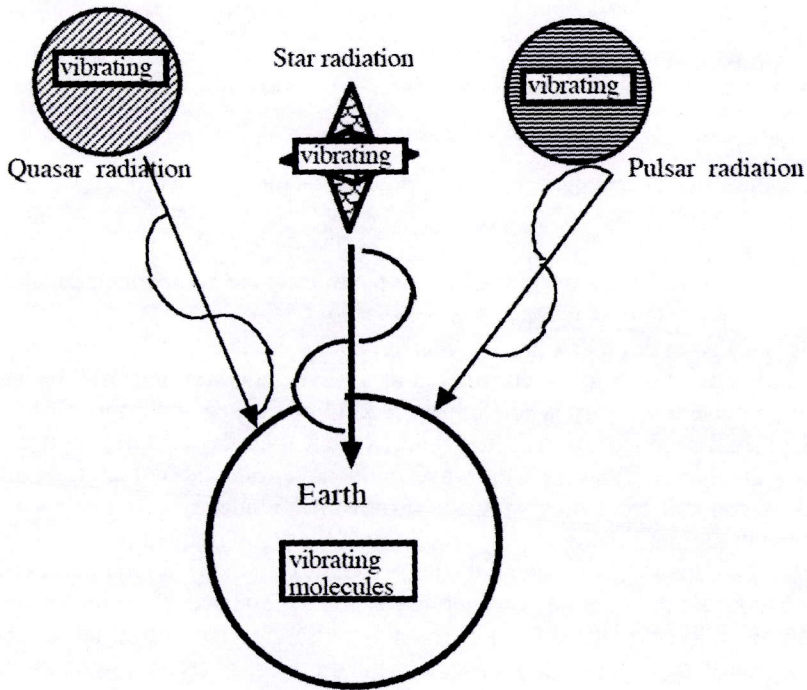 vibrating
Star radiation
vibrating
vibrating
Quasar radiation
Pulsar radiation
Earth
vibrating
molecules